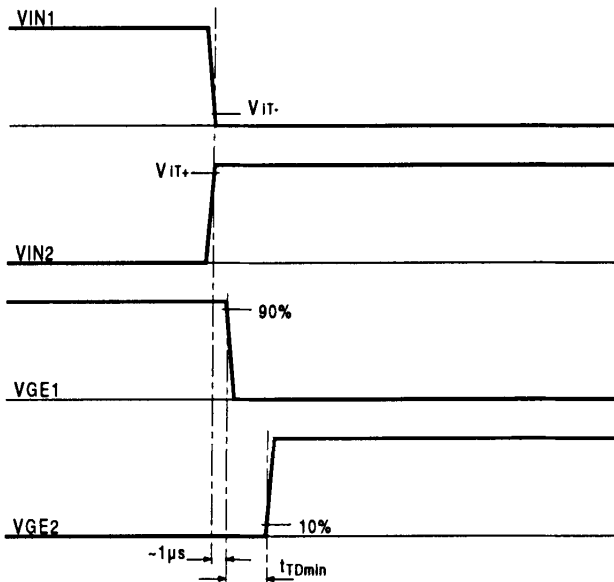 VIN1
VIT-
VIT+
VIN2
90%
VGE1
10%
VGE2
~1µs
tTDmin